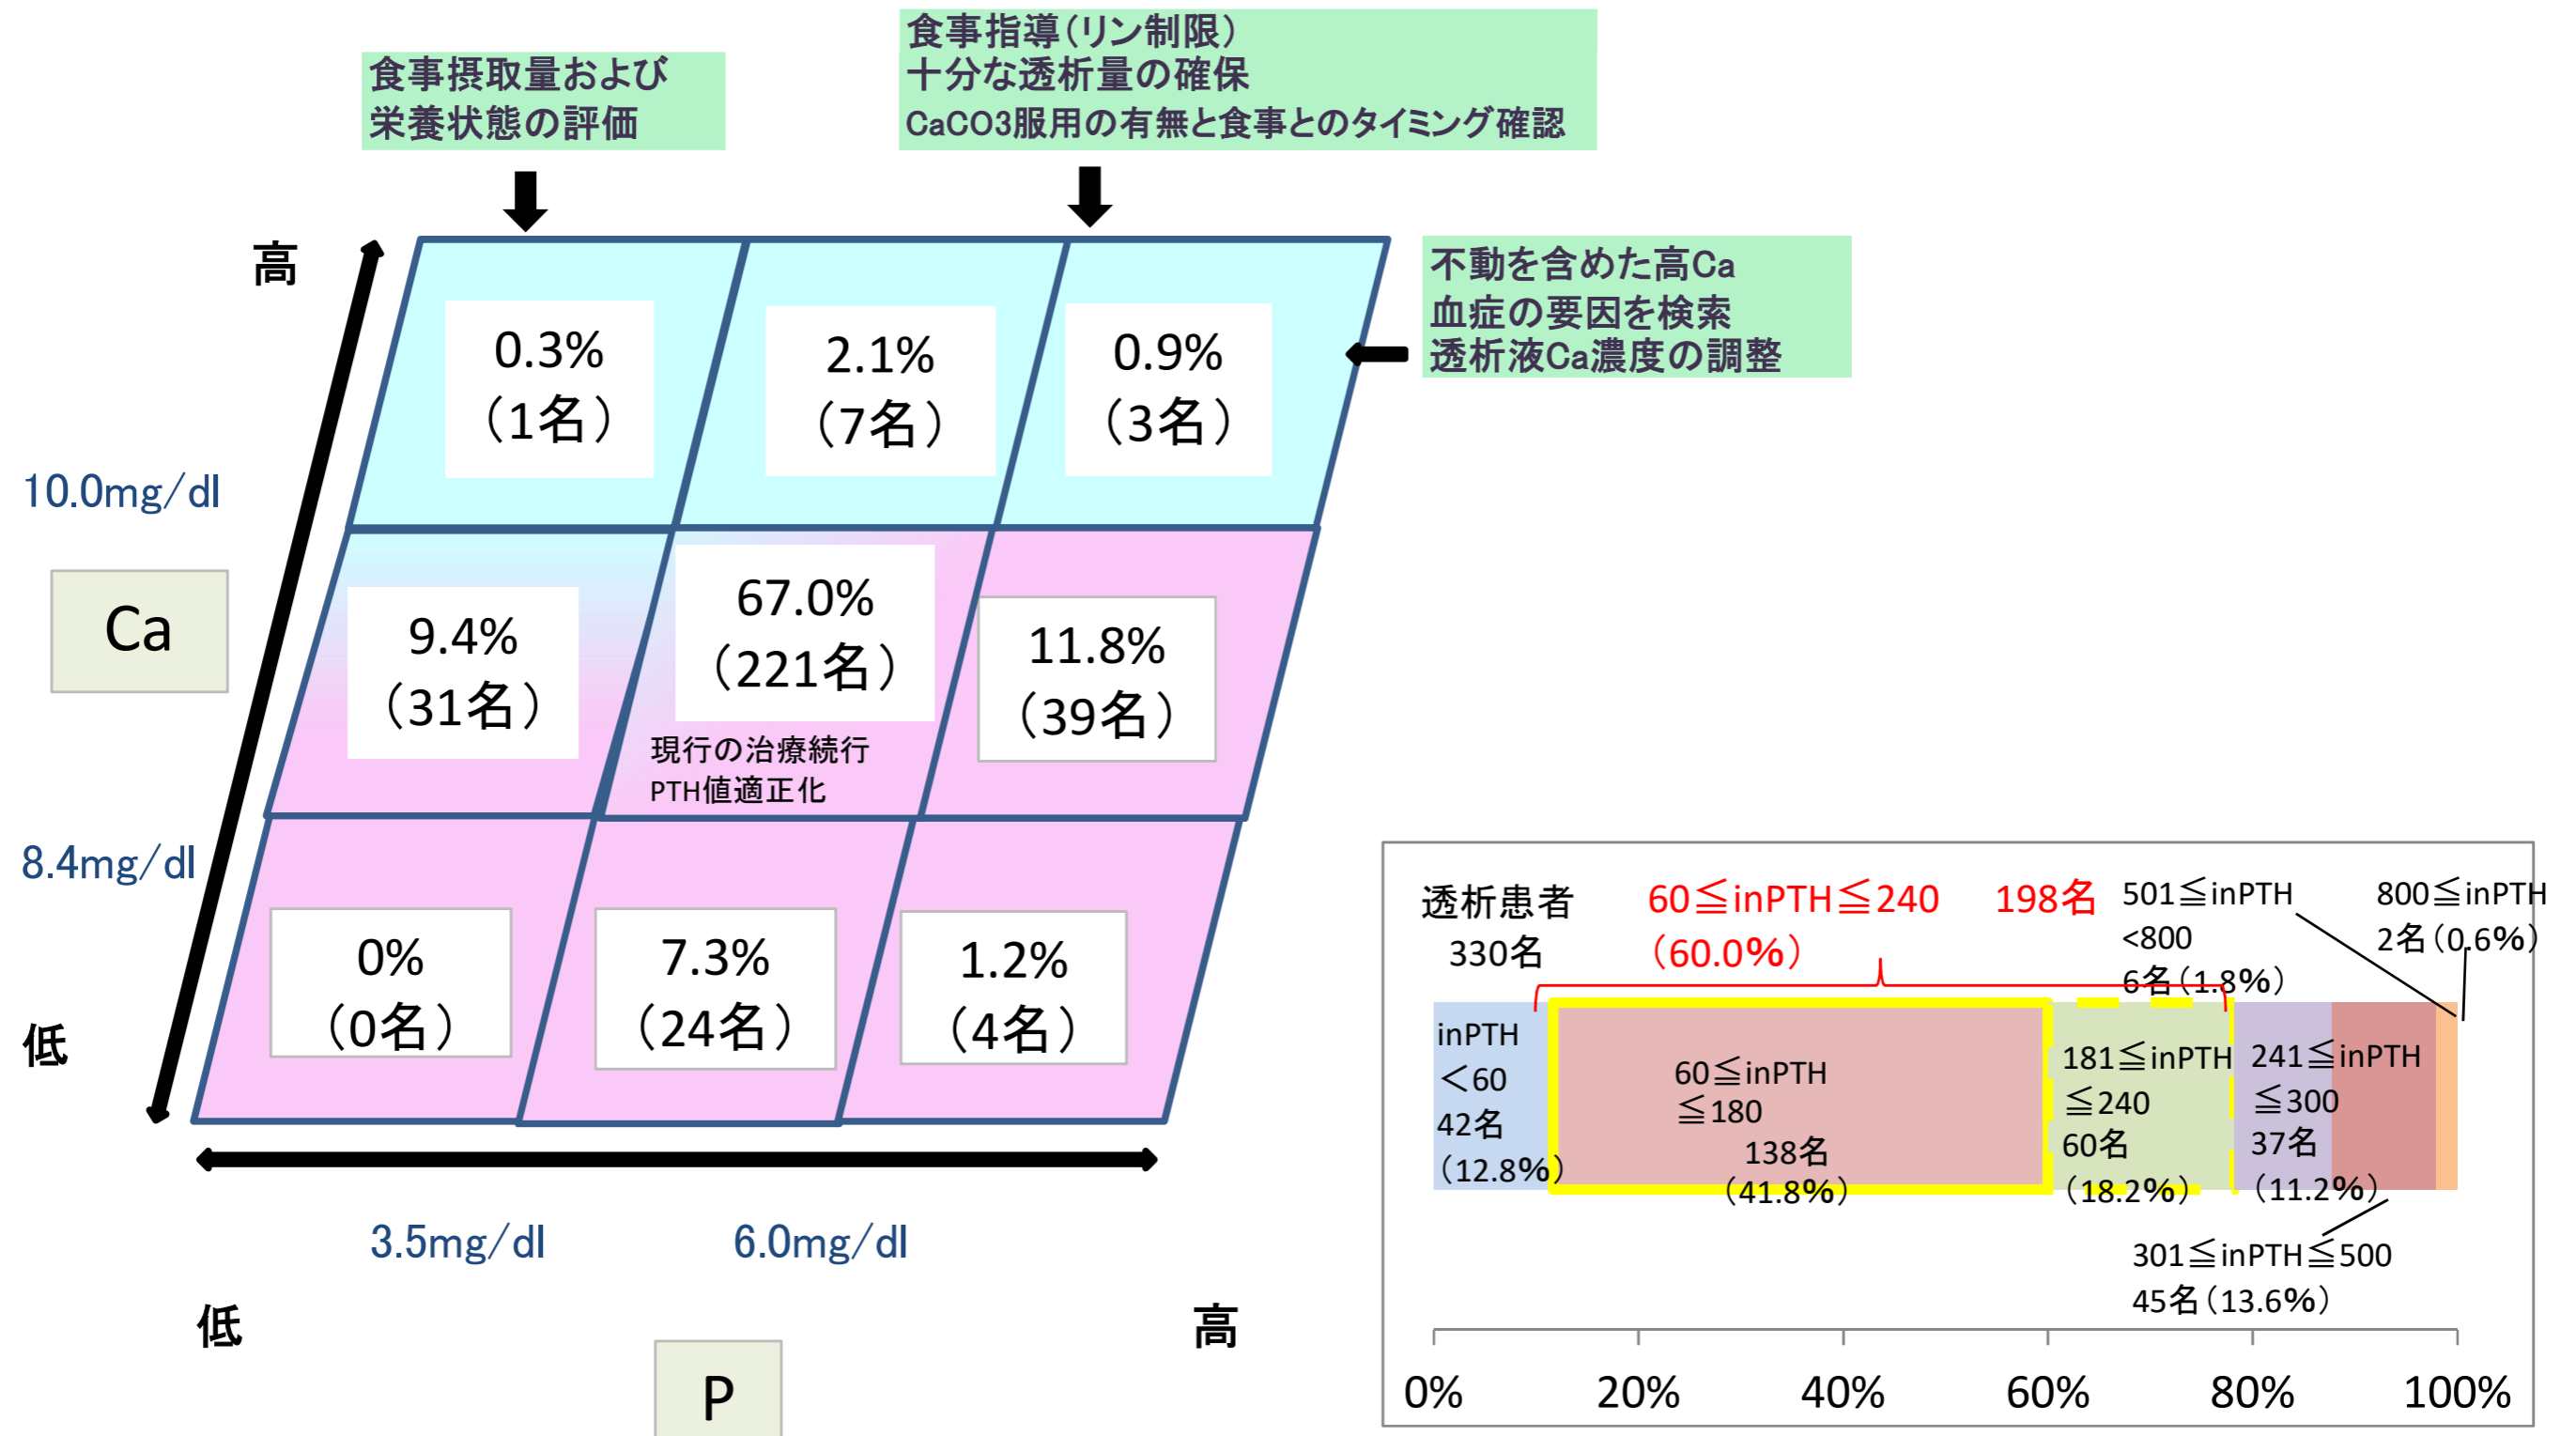 食事摂取量および
栄養状態の評価
食事指導（リン制限）
十分な透析量の確保
CaCO3服用の有無と食事とのタイミング確認
不動を含めた高Ca
血症の要因を検索
透析液Ca濃度の調整
高
10.0mg/dl
Ca
8.4mg/dl
低
0.3%
（1名）
2.1%
（7名）
0.9%
（3名）
9.4%
（31名）
67.0%
（221名）
現行の治療続行
PTH値適正化
11.8%
（39名）
0%
（0名）
7.3%
（24名）
1.2%
（4名）
3.5mg/dl
6.0mg/dl
低
高
P
透析患者
330名
60≦inPTH≦240 198名
（60.0%）
501≦inPTH
<800
6名（1.8%）
800≦inPTH
2名（0.6%）
inPTH
＜60
42名
（12.8%）
60≦inPTH
≦180
138名
（41.8%）
181≦inPTH
≦240
60名
（18.2%）
241≦inPTH
≦300
37名
（11.2%）
301≦inPTH≦500
45名（13.6%）
0%
20%
40%
60%
80%
100%